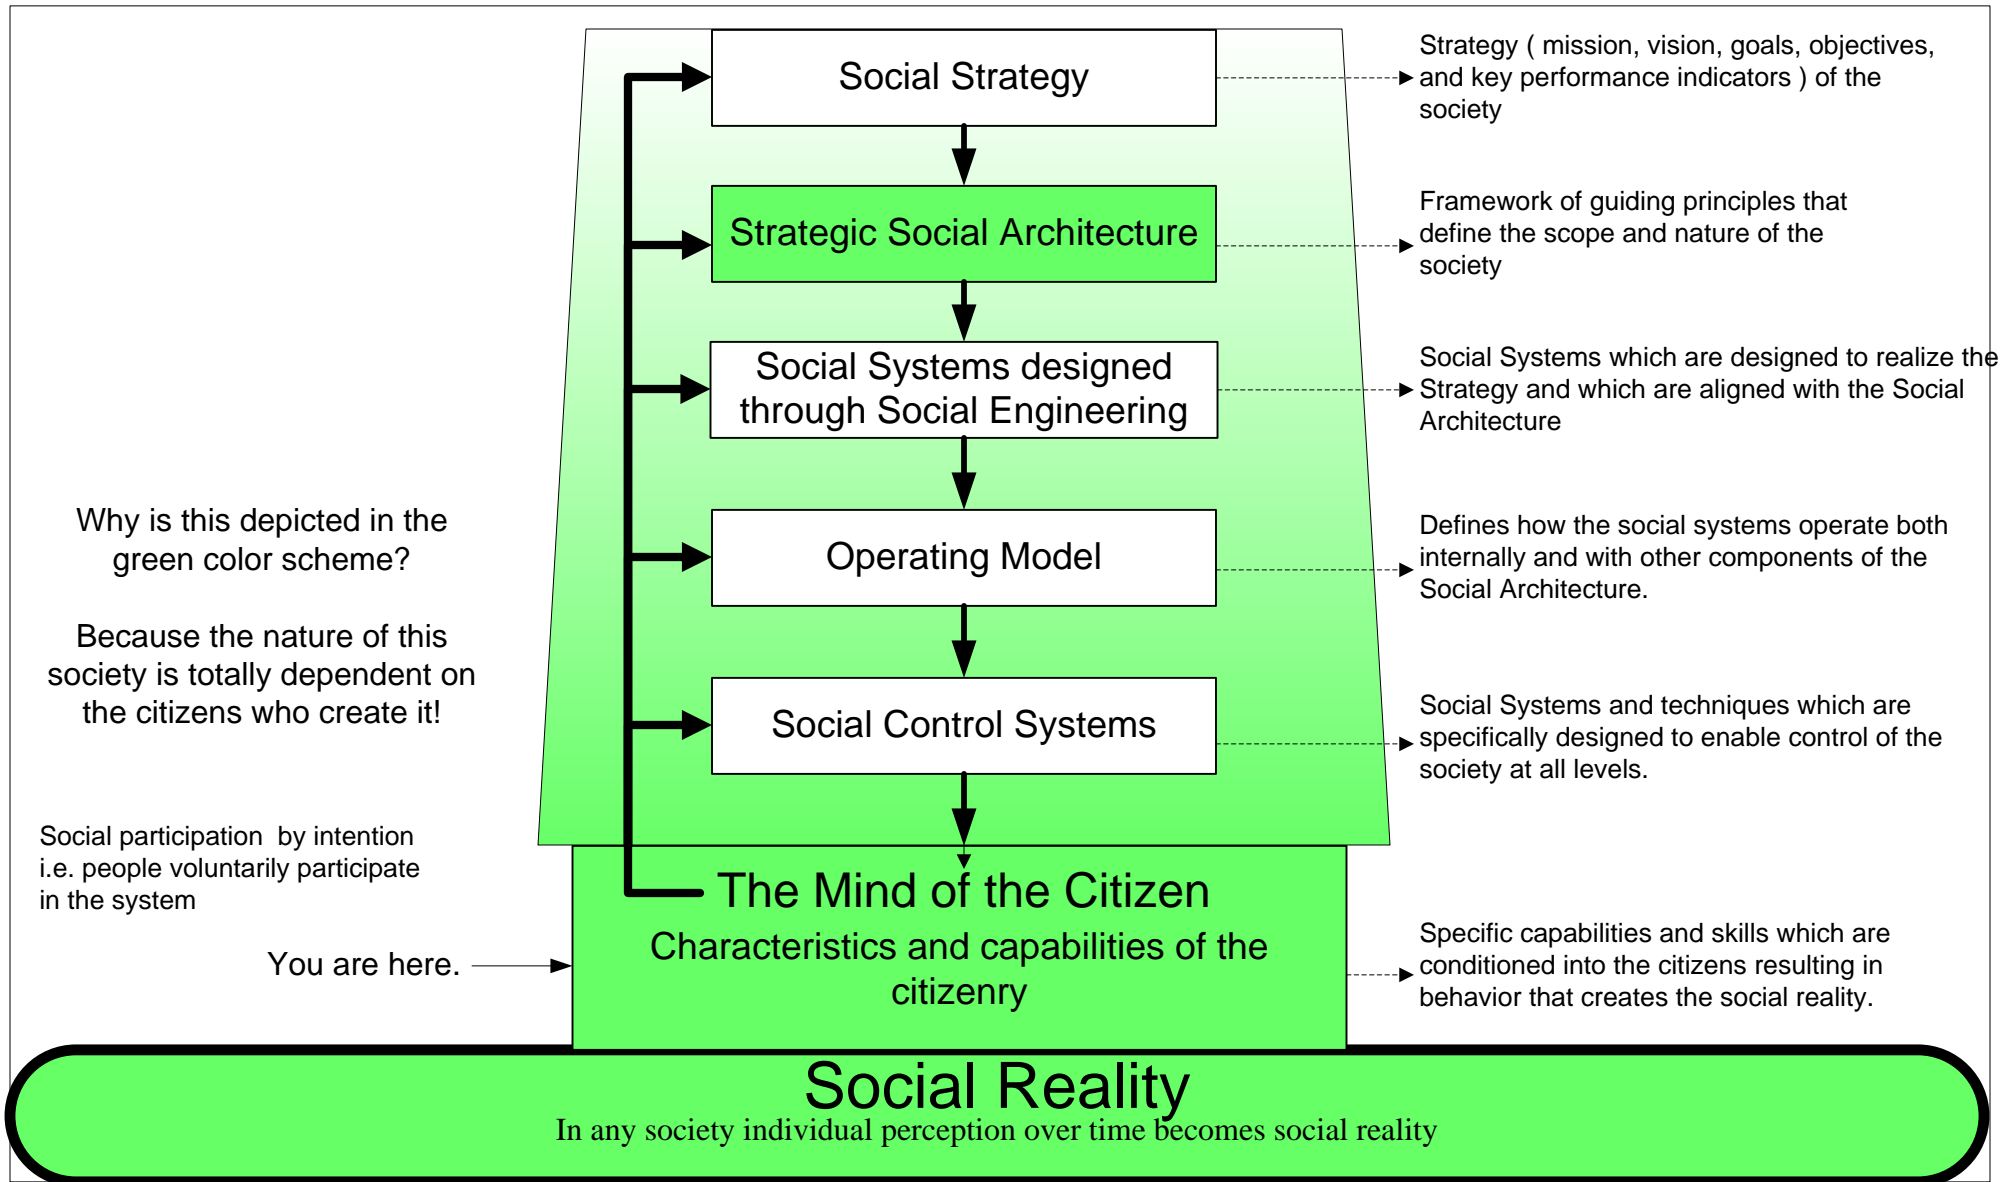 Social Strategy
Strategy ( mission, vision, goals, objectives,
and key performance indicators ) of the
society
Strategic Social Architecture
Framework of guiding principles that
define the scope and nature of the
society
Social Systems designed
through Social Engineering
Social Systems which are designed to realize the
Strategy and which are aligned with the Social
Architecture
Why is this depicted in the
green color scheme?
Because the nature of this
society is totally dependent on
the citizens who create it!
Operating Model
Defines how the social systems operate both
internally and with other components of the
Social Architecture.
Social Control Systems
Social Systems and techniques which are
specifically designed to enable control of the
society at all levels.
Social participation  by intention
i.e. people voluntarily participate
in the system
You are here.
The Mind of the Citizen
Characteristics and capabilities of the
citizenry
Specific capabilities and skills which are
conditioned into the citizens resulting in
behavior that creates the social reality.
Social Reality
In any society individual perception over time becomes social reality